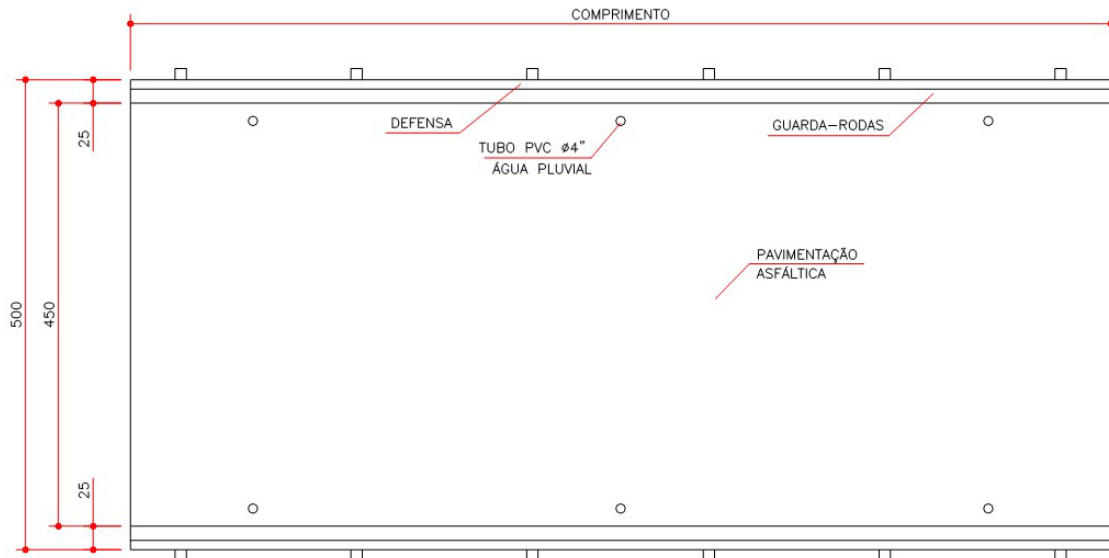 COMPRIMENTO
25
DEFENSA
GUARDA-RODAS
TUBO PVC ø4"
ÁGUA PLUVIAL
PAVIMENTAÇÃO
ASFÁLTICA
500
450
25